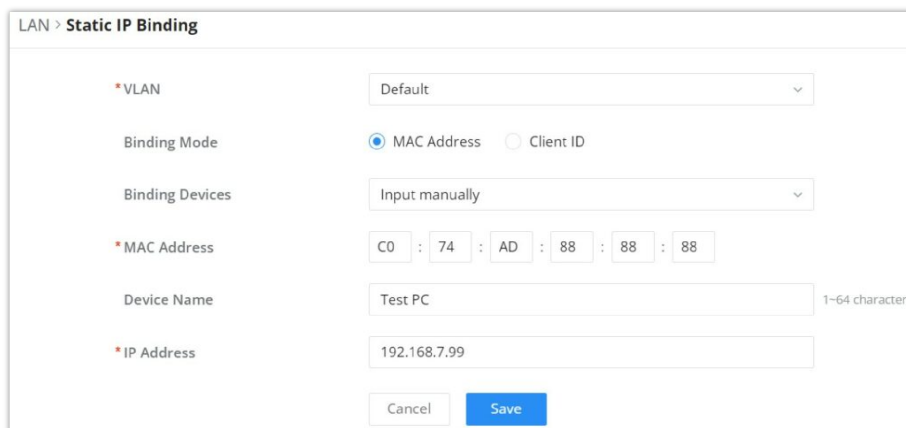 LAN > Static IP Binding
* VLAN Default
Binding Mode MAC Address Client ID
Binding Devices Input manually
* MAC Address C0 : 74 : AD : 88 : 88 : 88
Device Name Test PC 1~64 character
* IP Address 192.168.7.99
Cancel Save